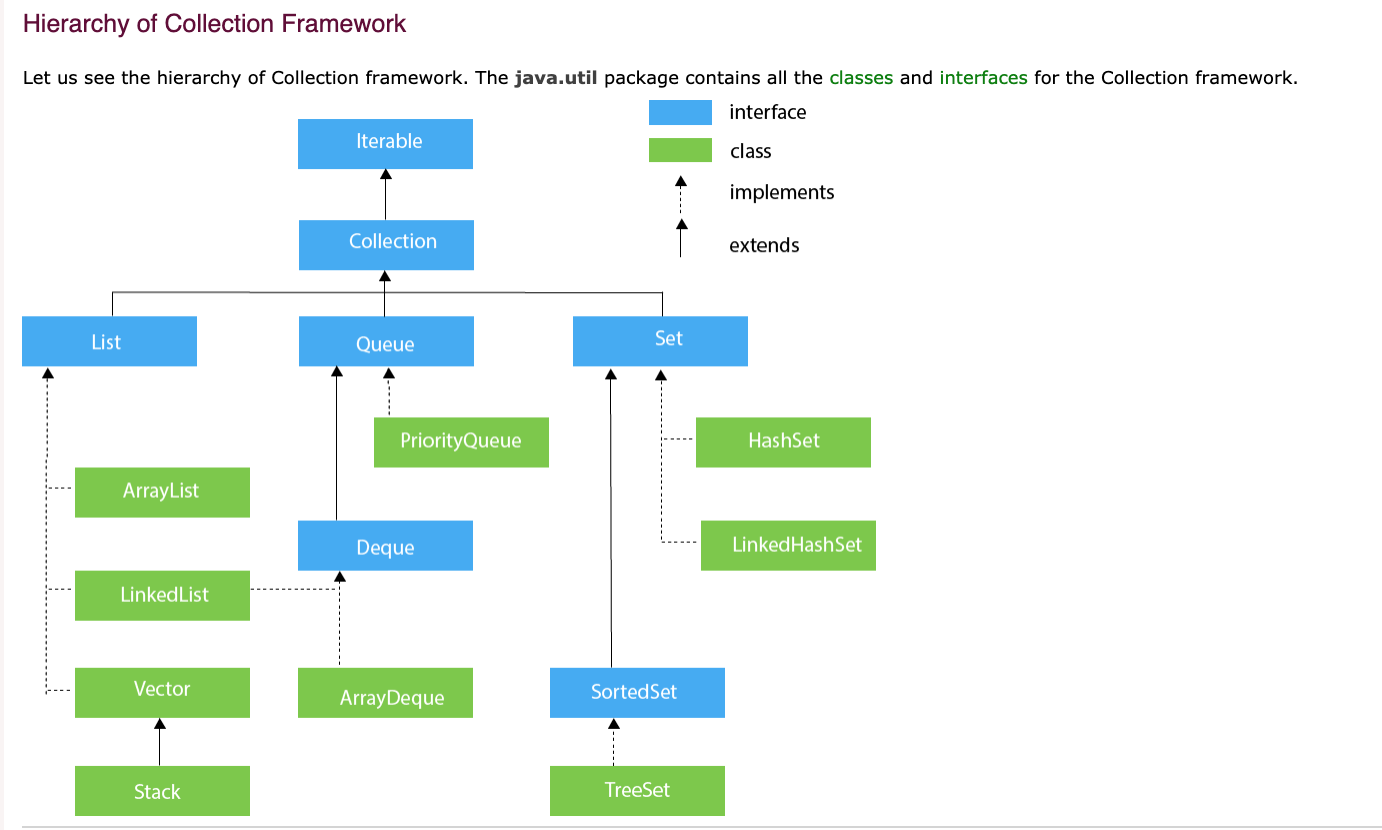 Hierarchy of Collection Framework
Let us see the hierarchy of Collection framework. The java.util package contains all the classes and interfaces for the Collection framework.
interface
class
implements
extends
Iterable
Collection
List
Queue
Set
PriorityQueue
HashSet
ArrayList
Deque
LinkedHashSet
LinkedList
Vector
ArrayDeque
SortedSet
Stack
TreeSet